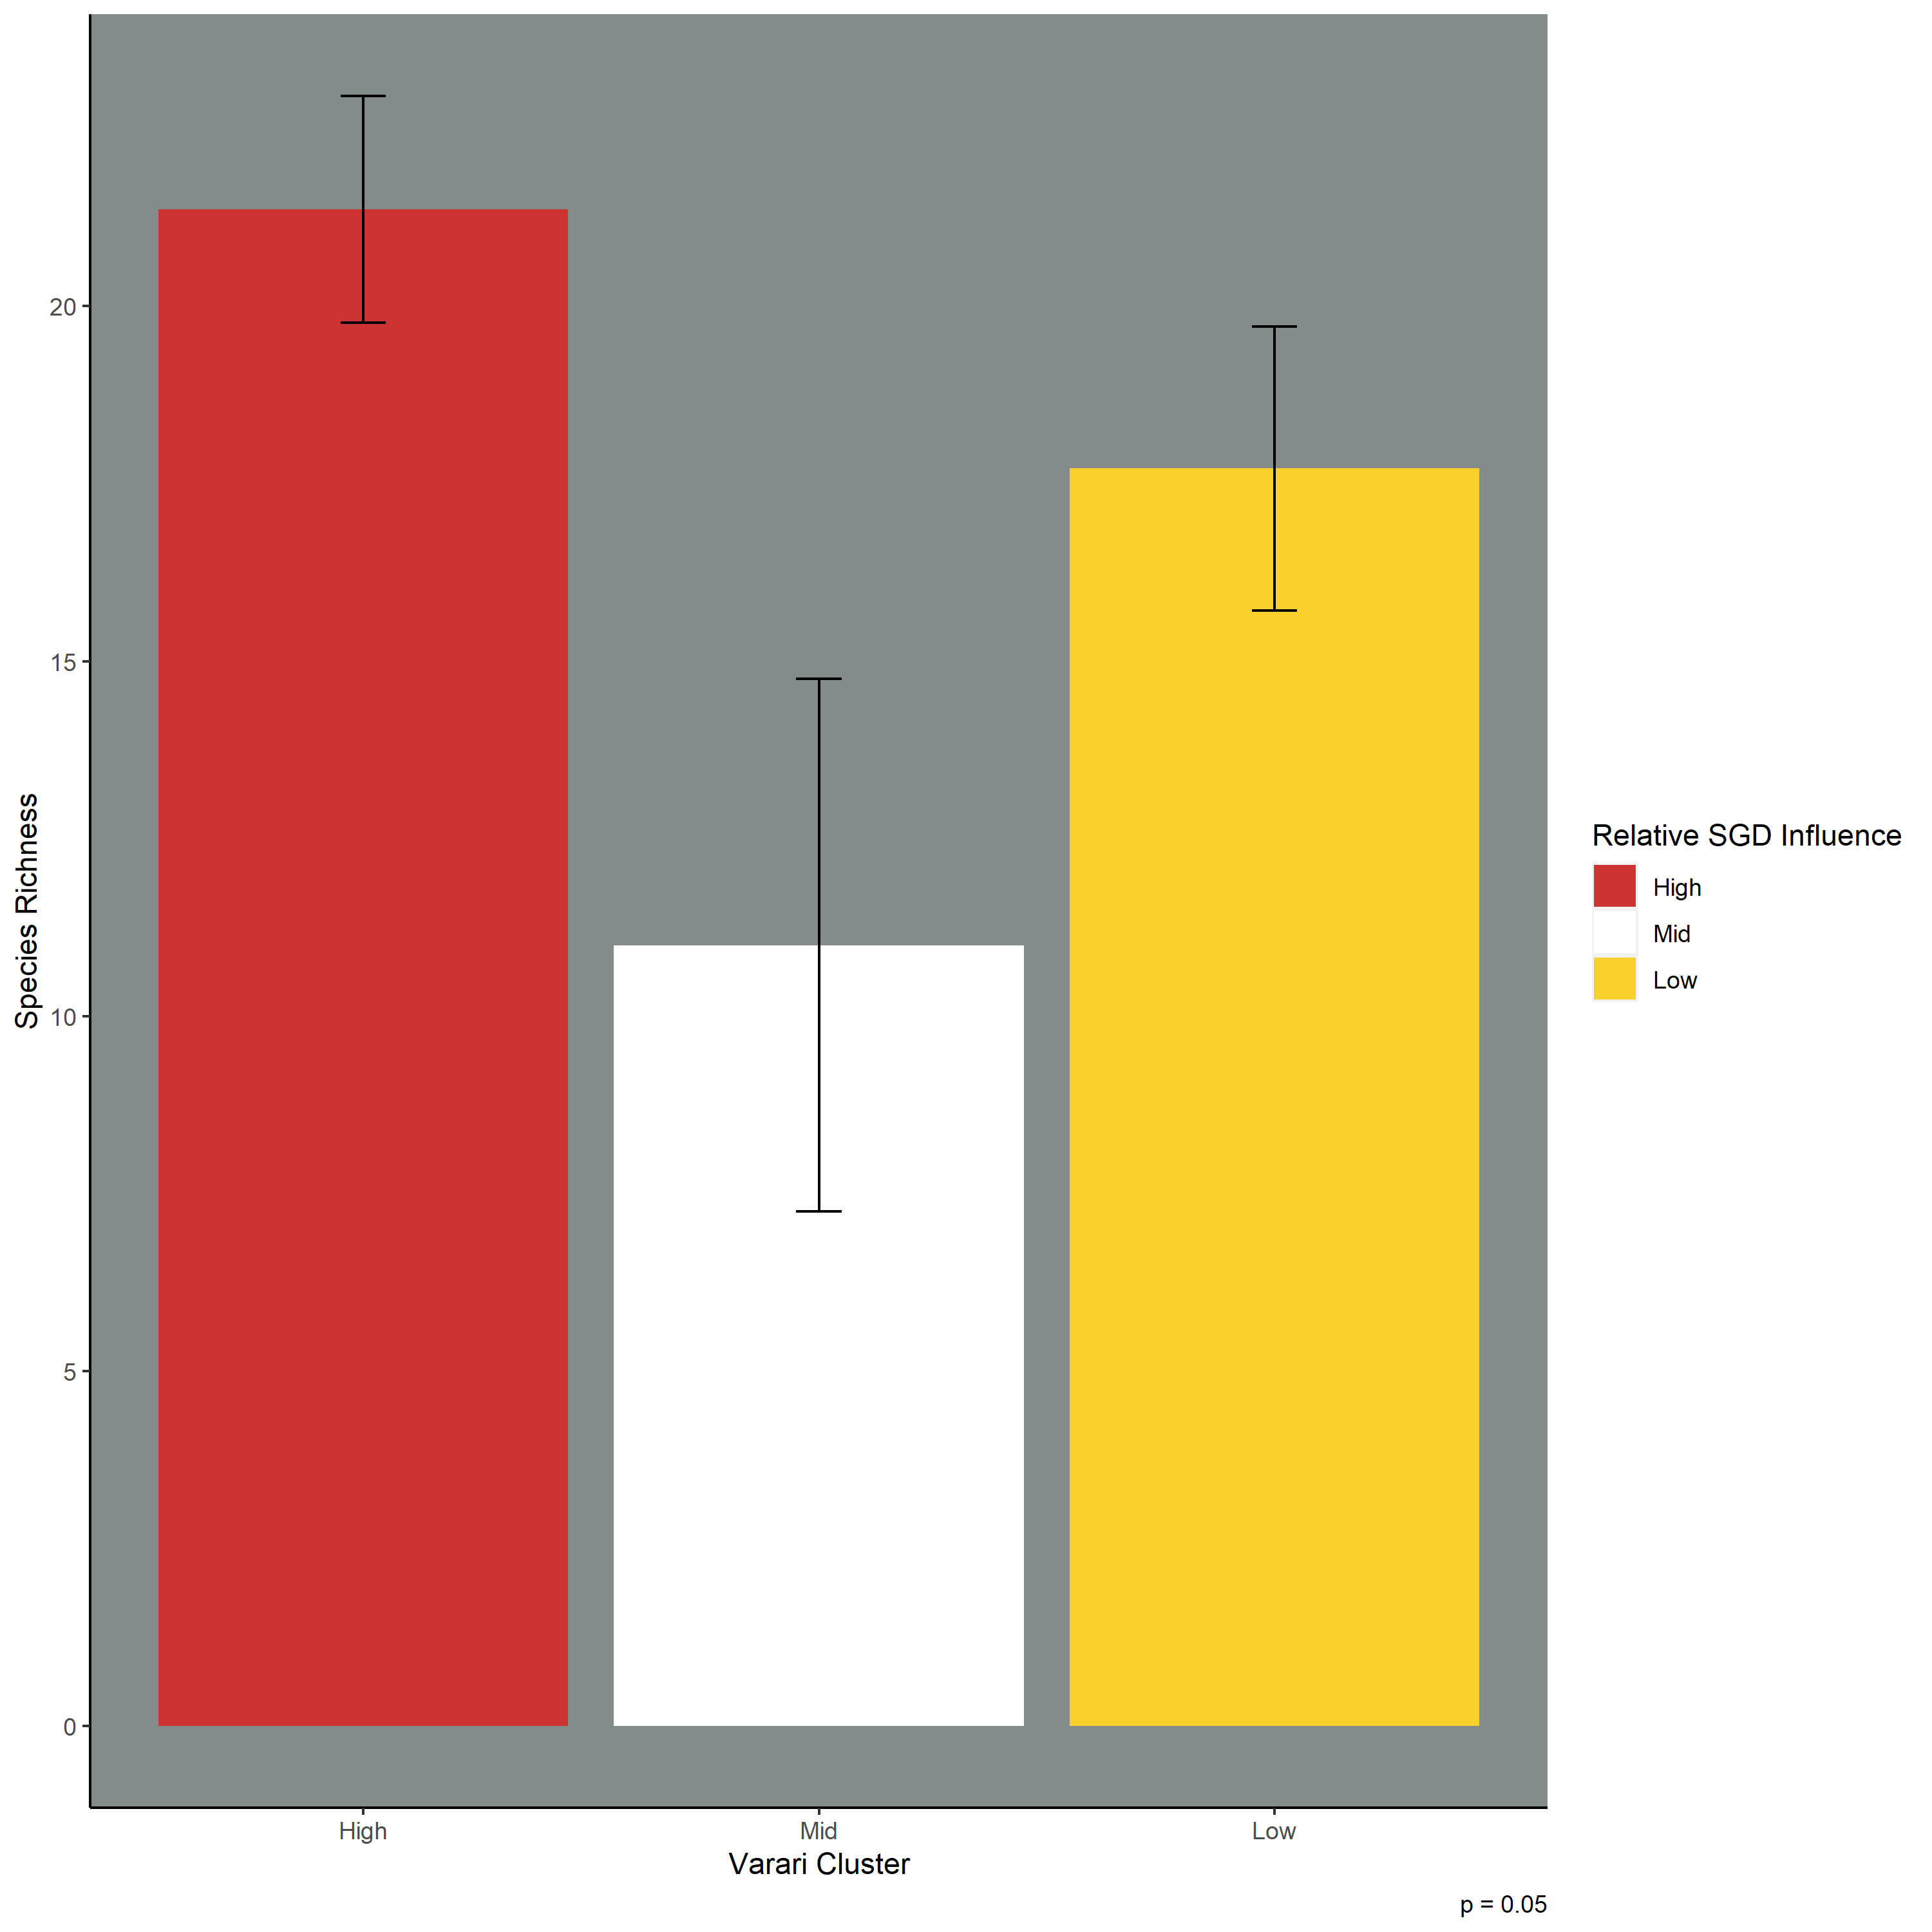 Species Richness
20
15
10
5
0
High
Mid
Low
Varari Cluster
p = 0.05
Relative SGD Influence
High
Mid
Low